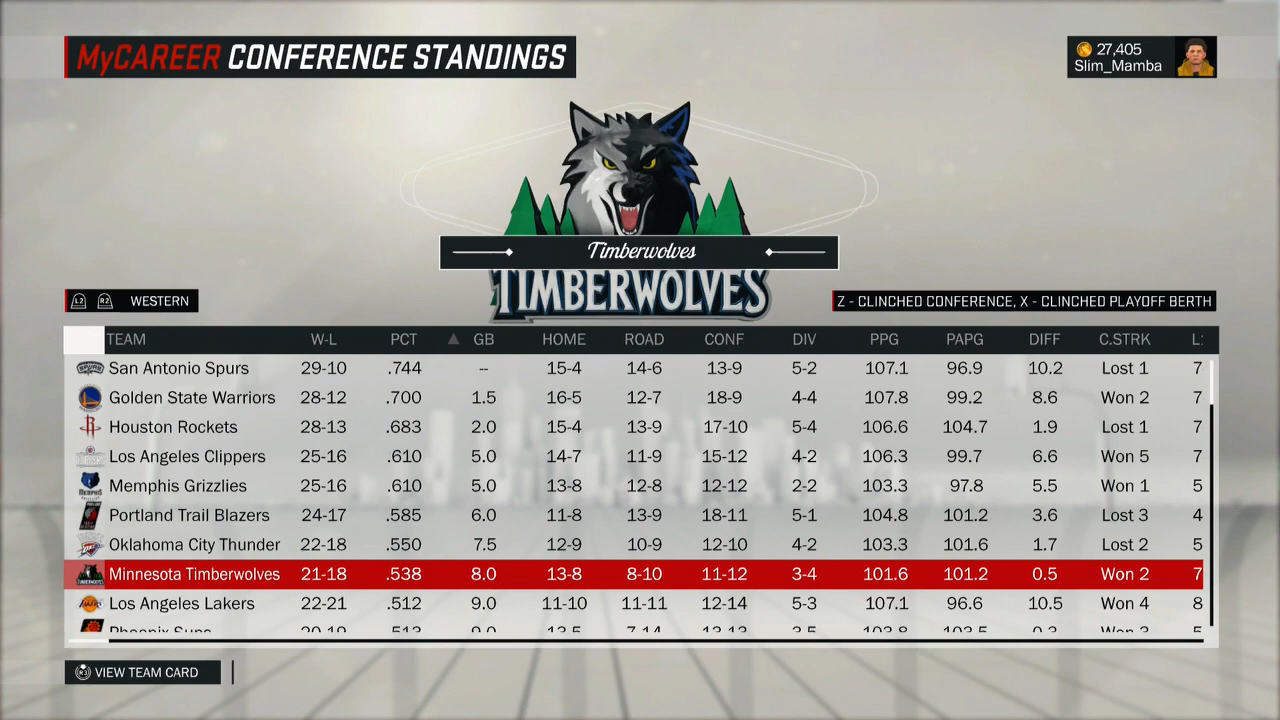 MyCAREER CONFERENCE STANDINGS
27,405
Slim_Mamba
Timberwolves
TIMBERWOLVES
L2 R2 WESTERN
Z - CLINCHED CONFERENCE, X - CLINCHED PLAYOFF BERTH
TEAM W-L PCT GB HOME ROAD CONF DIV PPG PAPG DIFF C.STRK
San Antonio Spurs 29-10 .744 -- 15-4 14-6 13-9 5-2 107.1 96.9 10.2 Lost 1 7
Golden State Warriors 28-12 .700 1.5 16-5 12-7 18-9 4-4 107.8 99.2 8.6 Won 2 7
Houston Rockets 28-13 .683 2.0 15-4 13-9 17-10 5-4 106.6 104.7 1.9 Lost 1 7
Los Angeles Clippers 25-16 .610 5.0 14-7 11-9 15-12 4-2 106.3 99.7 6.6 Won 5 7
Memphis Grizzlies 25-16 .610 5.0 13-8 12-8 12-12 2-2 103.3 97.8 5.5 Won 1 5
Portland Trail Blazers 24-17 .585 6.0 11-8 13-9 18-11 5-1 104.8 101.2 3.6 Lost 3 4
Oklahoma City Thunder 22-18 .550 7.5 12-9 10-9 12-10 4-2 103.3 101.6 1.7 Lost 2 5
Minnesota Timberwolves 21-18 .538 8.0 13-8 8-10 11-12 3-4 101.6 101.2 0.5 Won 2 7
Los Angeles Lakers 22-21 .512 9.0 11-10 11-11 12-14 5-3 107.1 96.6 10.5 Won 4 8
Phoenix Suns
R3 VIEW TEAM CARD